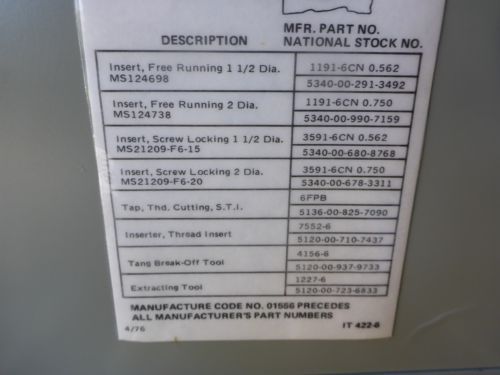 MFR. PART NO.
DESCRIPTION NATIONAL STOCK NO.
Insert, Free Running 1 1/2 Dia. 1191-6CN 0.562
MS124698 5340-00-291-3492
Insert, Free Running 2 Dia. 1191-6CN 0.750
MS124738 5340-00-990-7159
Insert, Screw Locking 1 1/2 Dia. 3591-6CN 0.562
MS21209-F6-15 5340-00-680-8768
Insert, Screw Locking 2 Dia. 3591-6CN 0.750
MS21209-F6-20 5340-00-678-3311
Tap, Thd. Cutting, S.T.I. 6FPB
5136-00-825-7090
Inserter, Thread Insert 7552-6
5120-00-710-7437
Tang Break-Off Tool 4156-6
5120-00-937-9733
Extracting Tool 1227-6
5120-00-723-6833
MANUFACTURE CODE NO. 01556 PRECEDES
ALL MANUFACTURER'S PART NUMBERS
4/76 IT 422-6